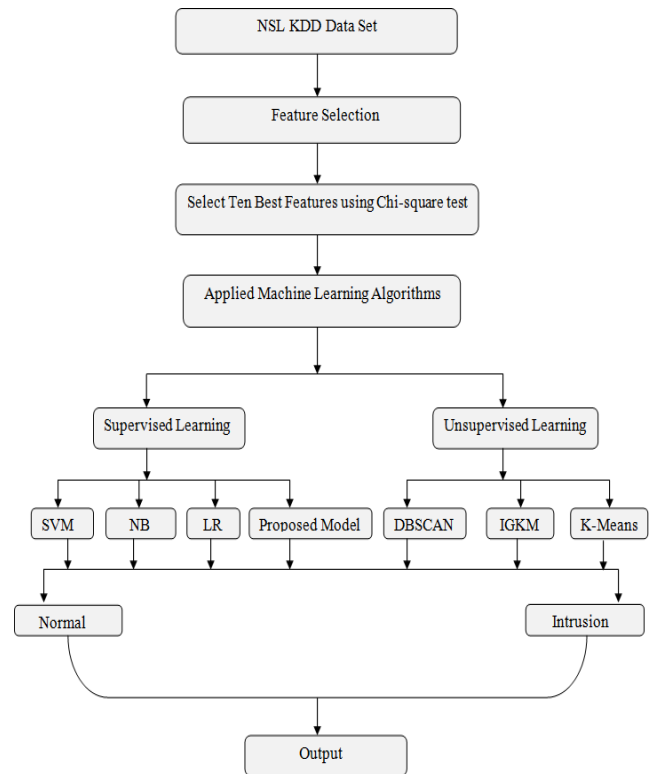 NSL KDD Data Set
Feature Selection
Select Ten Best Features using Chi-square test
Applied Machine Learning Algorithms
Supervised Learning
Unsupervised Learning
SVM
NB
LR
Proposed Model
DBSCAN
IGKM
K-Means
Normal
Intrusion
Output